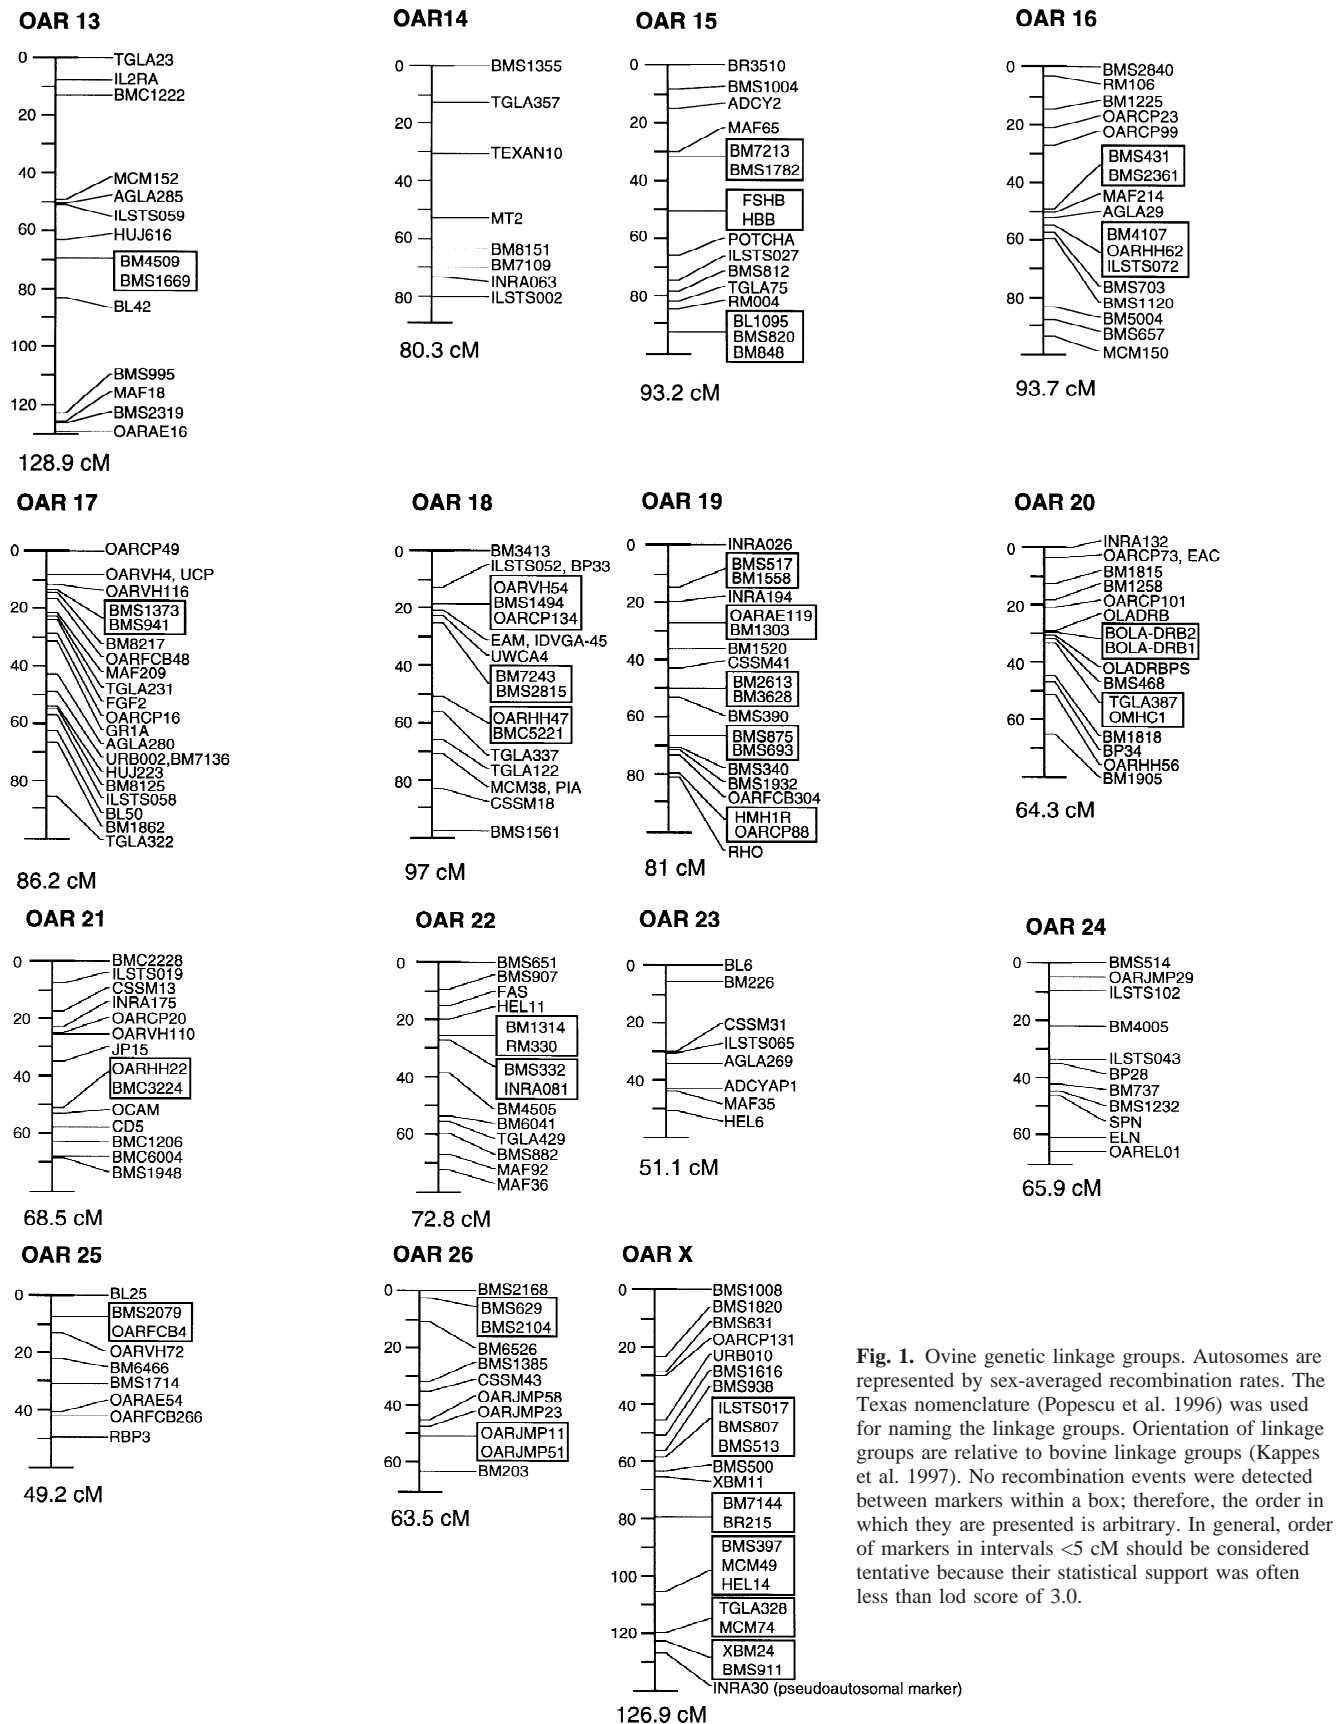 OAR 13
0
20
40
60
80
100
120
TGLA23
IL2RA
BMC1222
MCM152
AGLA285
ILSTS059
HUJ616
BM4509
BMS1669
BL42
BMS995
MAF18
BMS2319
OARAE16
128.9 cM
OAR14
0
20
40
60
80
BMS1355
TGLA357
TEXAN10
MT2
BM8151
BM7109
INRA063
ILSTS002
80.3 cM
OAR 15
0
20
40
60
80
BR3510
BMS1004
ADCY2
MAF65
BM7213
BMS1782
FSHB
HBB
POTCHA
ILSTS027
BMS812
TGLA75
RM004
BL1095
BMS820
BM848
93.2 cM
OAR 16
0
20
40
60
80
BMS2840
RM106
BM1225
OARCP23
OARCP99
BMS431
BMS2361
MAF214
AGLA29
BM4107
OARHH62
ILSTS072
BMS703
BMS1120
BM5004
BMS657
MCM150
93.7 cM
OAR 17
0
20
40
60
80
OARCP49
OARVH4, UCP
OARVH116
BMS1373
BMS941
BM8217
OARFCB48
MAF209
TGLA231
FGF2
OARCP16
GR1A
AGLA280
URB002,BM7136
HUJ223
BM8125
ILSTS058
BL50
BM1862
TGLA322
86.2 cM
OAR 18
0
20
40
60
80
BM3413
ILSTS052, BP33
OARVH54
BMS1494
OARCP134
EAM, IDVGA-45
UWCA4
BM7243
BMS2815
OARHH47
BMC5221
TGLA337
TGLA122
MCM38, PIA
CSSM18
BMS1561
97 cM
OAR 19
0
20
40
60
80
INRA026
BMS517
BM1558
INRA194
OARAE119
BM1303
BM1520
CSSM41
BM2613
BM3628
BMS390
BMS875
BMS693
BMS340
BMS1932
OARFCB304
HMH1R
OARCP88
RHO
81 cM
OAR 20
0
20
40
60
INRA132
OARCP73, EAC
BM1815
BM1258
OARCP101
OLADRB
BOLA-DRB2
BOLA-DRB1
OLADRBPS
BMS468
TGLA387
OMHC1
BM1818
BP34
OARHH56
BM1905
64.3 cM
OAR 21
0
20
40
60
BMC2228
ILSTS019
CSSM13
INRA175
OARCP20
OARVH110
JP15
OARHH22
BMC3224
OCAM
CD5
BMC1206
BMC6004
BMS1948
68.5 cM
OAR 22
0
20
40
60
BMS651
BMS907
FAS
HEL11
BM1314
RM330
BMS332
INRA081
BM4505
BM6041
TGLA429
BMS882
MAF92
MAF36
72.8 cM
OAR 23
0
20
40
BL6
BM226
CSSM31
ILSTS065
AGLA269
ADCYAP1
MAF35
HEL6
51.1 cM
OAR 24
0
20
40
60
BMS514
OARJMP29
ILSTS102
BM4005
ILSTS043
BP28
BM737
BMS1232
SPN
ELN
OAREL01
65.9 cM
OAR 25
0
20
40
BL25
BMS2079
OARFCB4
OARVH72
BM6466
BMS1714
OARAE54
OARFCB266
RBP3
49.2 cM
OAR 26
0
20
40
60
BMS2168
BMS629
BMS2104
BM6526
BMS1385
CSSM43
OARJMP58
OARJMP23
OARJMP11
OARJMP51
BM203
63.5 cM
OAR X
0
20
40
60
80
100
120
BMS1008
BMS1820
BMS631
OARCP131
URB010
BMS1616
BMS938
ILSTS017
BMS807
BMS513
BMS500
XBM11
BM7144
BR215
BMS397
MCM49
HEL14
TGLA328
MCM74
XBM24
BMS911
INRA30 (pseudoautosomal marker)
126.9 cM
Fig. 1. Ovine genetic linkage groups. Autosomes are
represented by sex-averaged recombination rates. The
Texas nomenclature (Popescu et al. 1996) was used
for naming the linkage groups. Orientation of linkage
groups are relative to bovine linkage groups (Kappes
et al. 1997). No recombination events were detected
between markers within a box; therefore, the order in
which they are presented is arbitrary. In general, order
of markers in intervals <5 cM should be considered
tentative because their statistical support was often
less than lod score of 3.0.